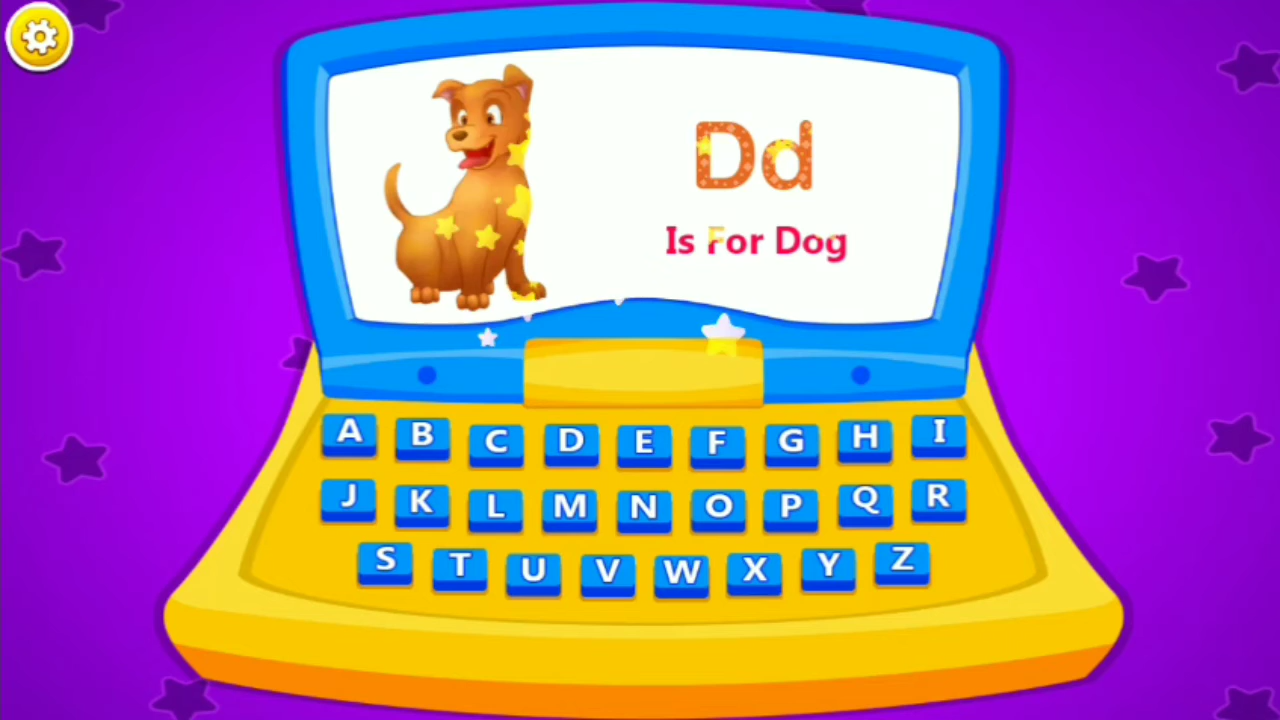 Dd
Is For Dog
A B C D E F G H I
J K L M N O P Q R
S T U V W X Y Z